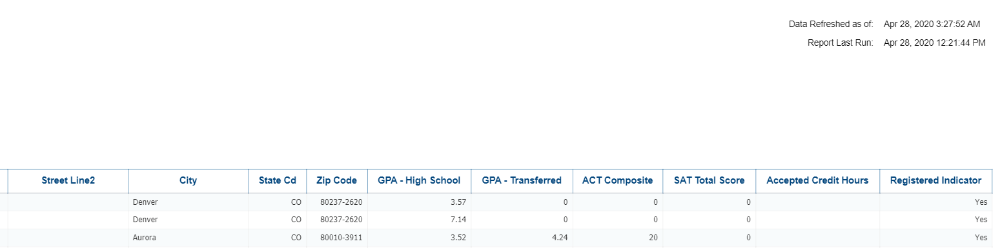 Data Refreshed as of: Apr 28, 2020 3:27:52 AM
Report Last Run: Apr 28, 2020 12:21:44 PM
Street Line2 City State Cd Zip Code GPA - High School GPA - Transferred ACT Composite SAT Total Score Accepted Credit Hours Registered Indicator
Denver CO 80237-2620 3.57 0 0 0 Yes
Denver CO 80237-2620 7.14 0 0 0 Yes
Aurora CO 80010-3911 3.52 4.24 20 0 Yes